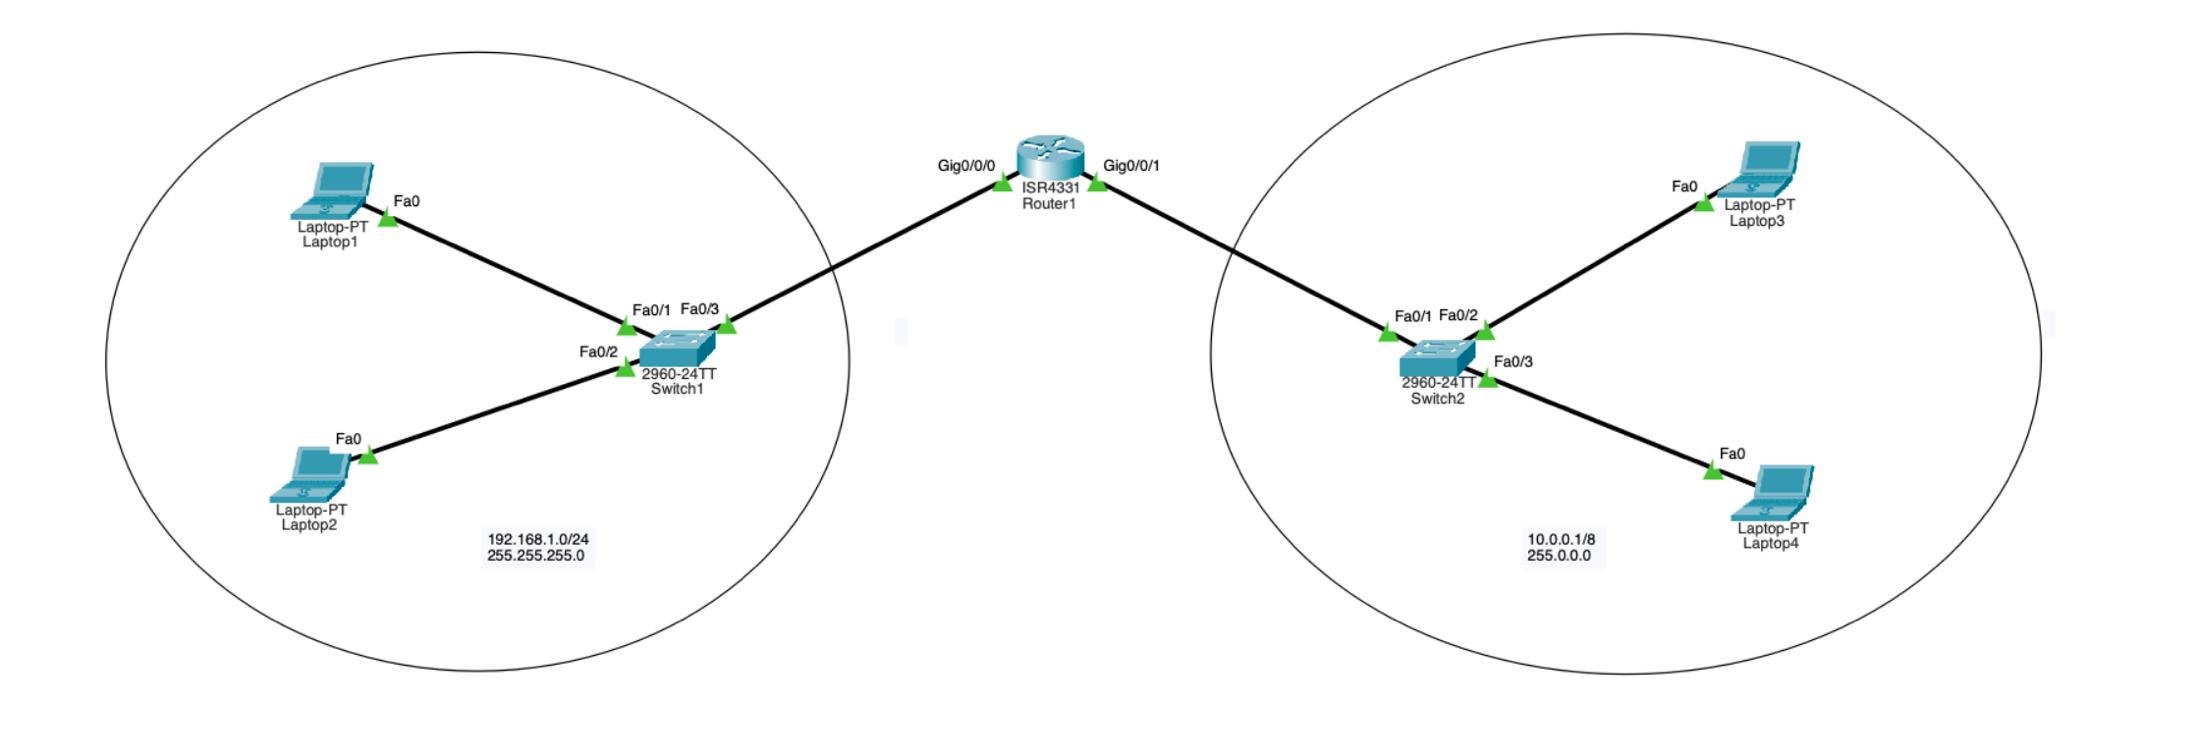 Fa0
Laptop-PT
Laptop1
Fa0/1
Fa0/3
Fa0/2
2960-24TT
Switch1
Fa0
Laptop-PT
Laptop2
192.168.1.0/24
255.255.255.0
Gig0/0/0
Gig0/0/1
ISR4331
Router1
Fa0
Laptop-PT
Laptop3
Fa0/1
Fa0/2
Fa0/3
2960-24TT
Switch2
Fa0
Laptop-PT
Laptop4
10.0.0.1/8
255.0.0.0